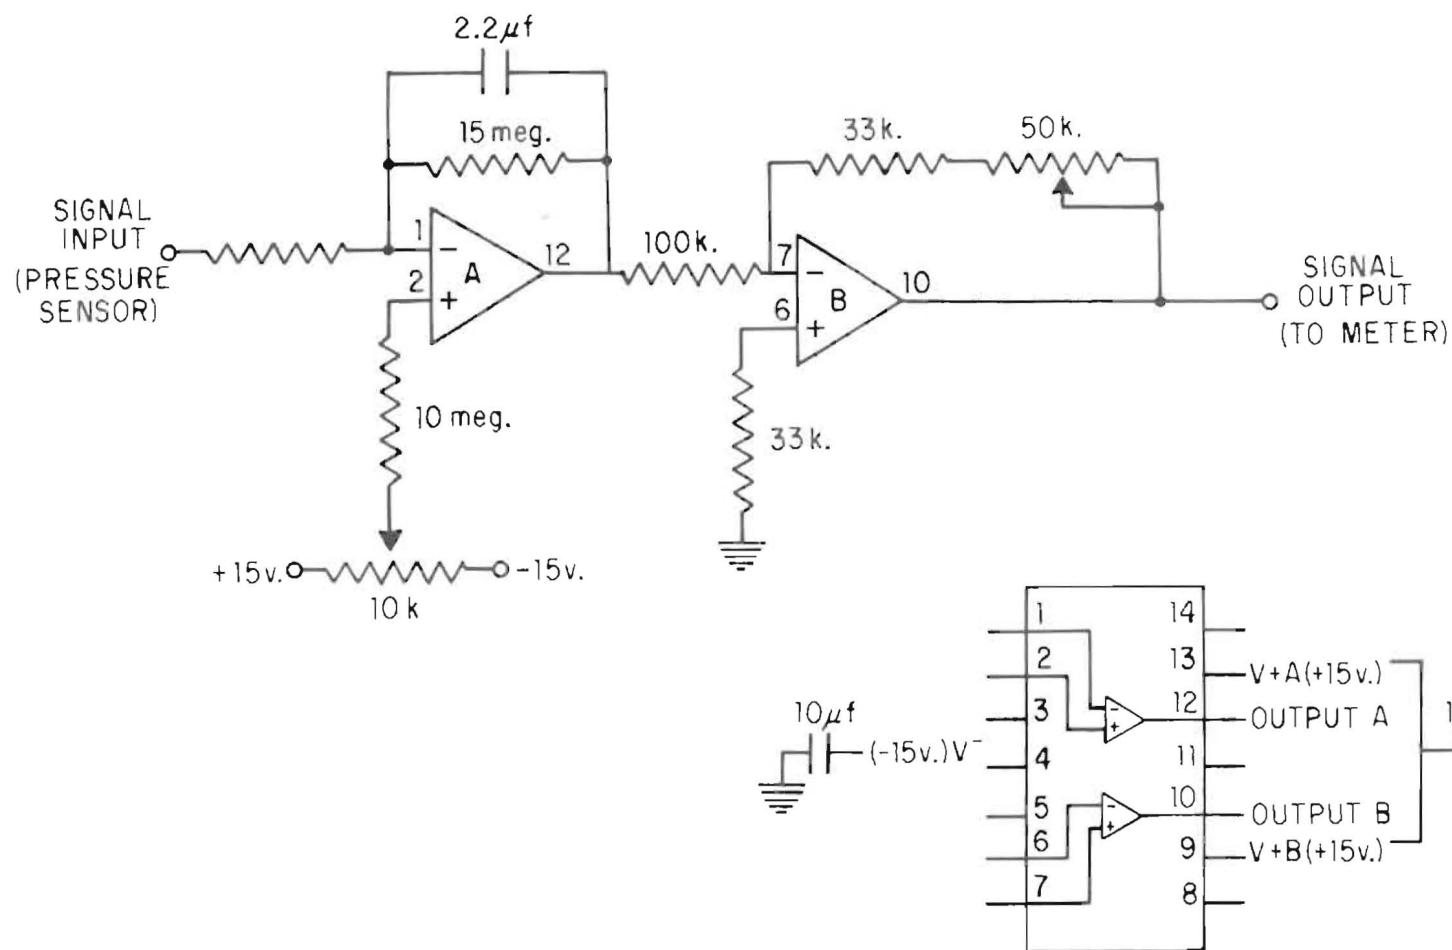 2.2μf
15 meg.
33k.
50k.
SIGNAL
INPUT
(PRESSURE
SENSOR)
1
2
A
12
100k.
7
6
B
10
SIGNAL
OUTPUT
(TO METER)
10 meg.
33k.
+15v.
-15v.
10k
1
14
2
13
V+A(+15v.)
3
12
OUTPUT A
1
10μf
(-15v.)V⁻
4
11
5
10
OUTPUT B
6
9
V+B(+15v.)
7
8